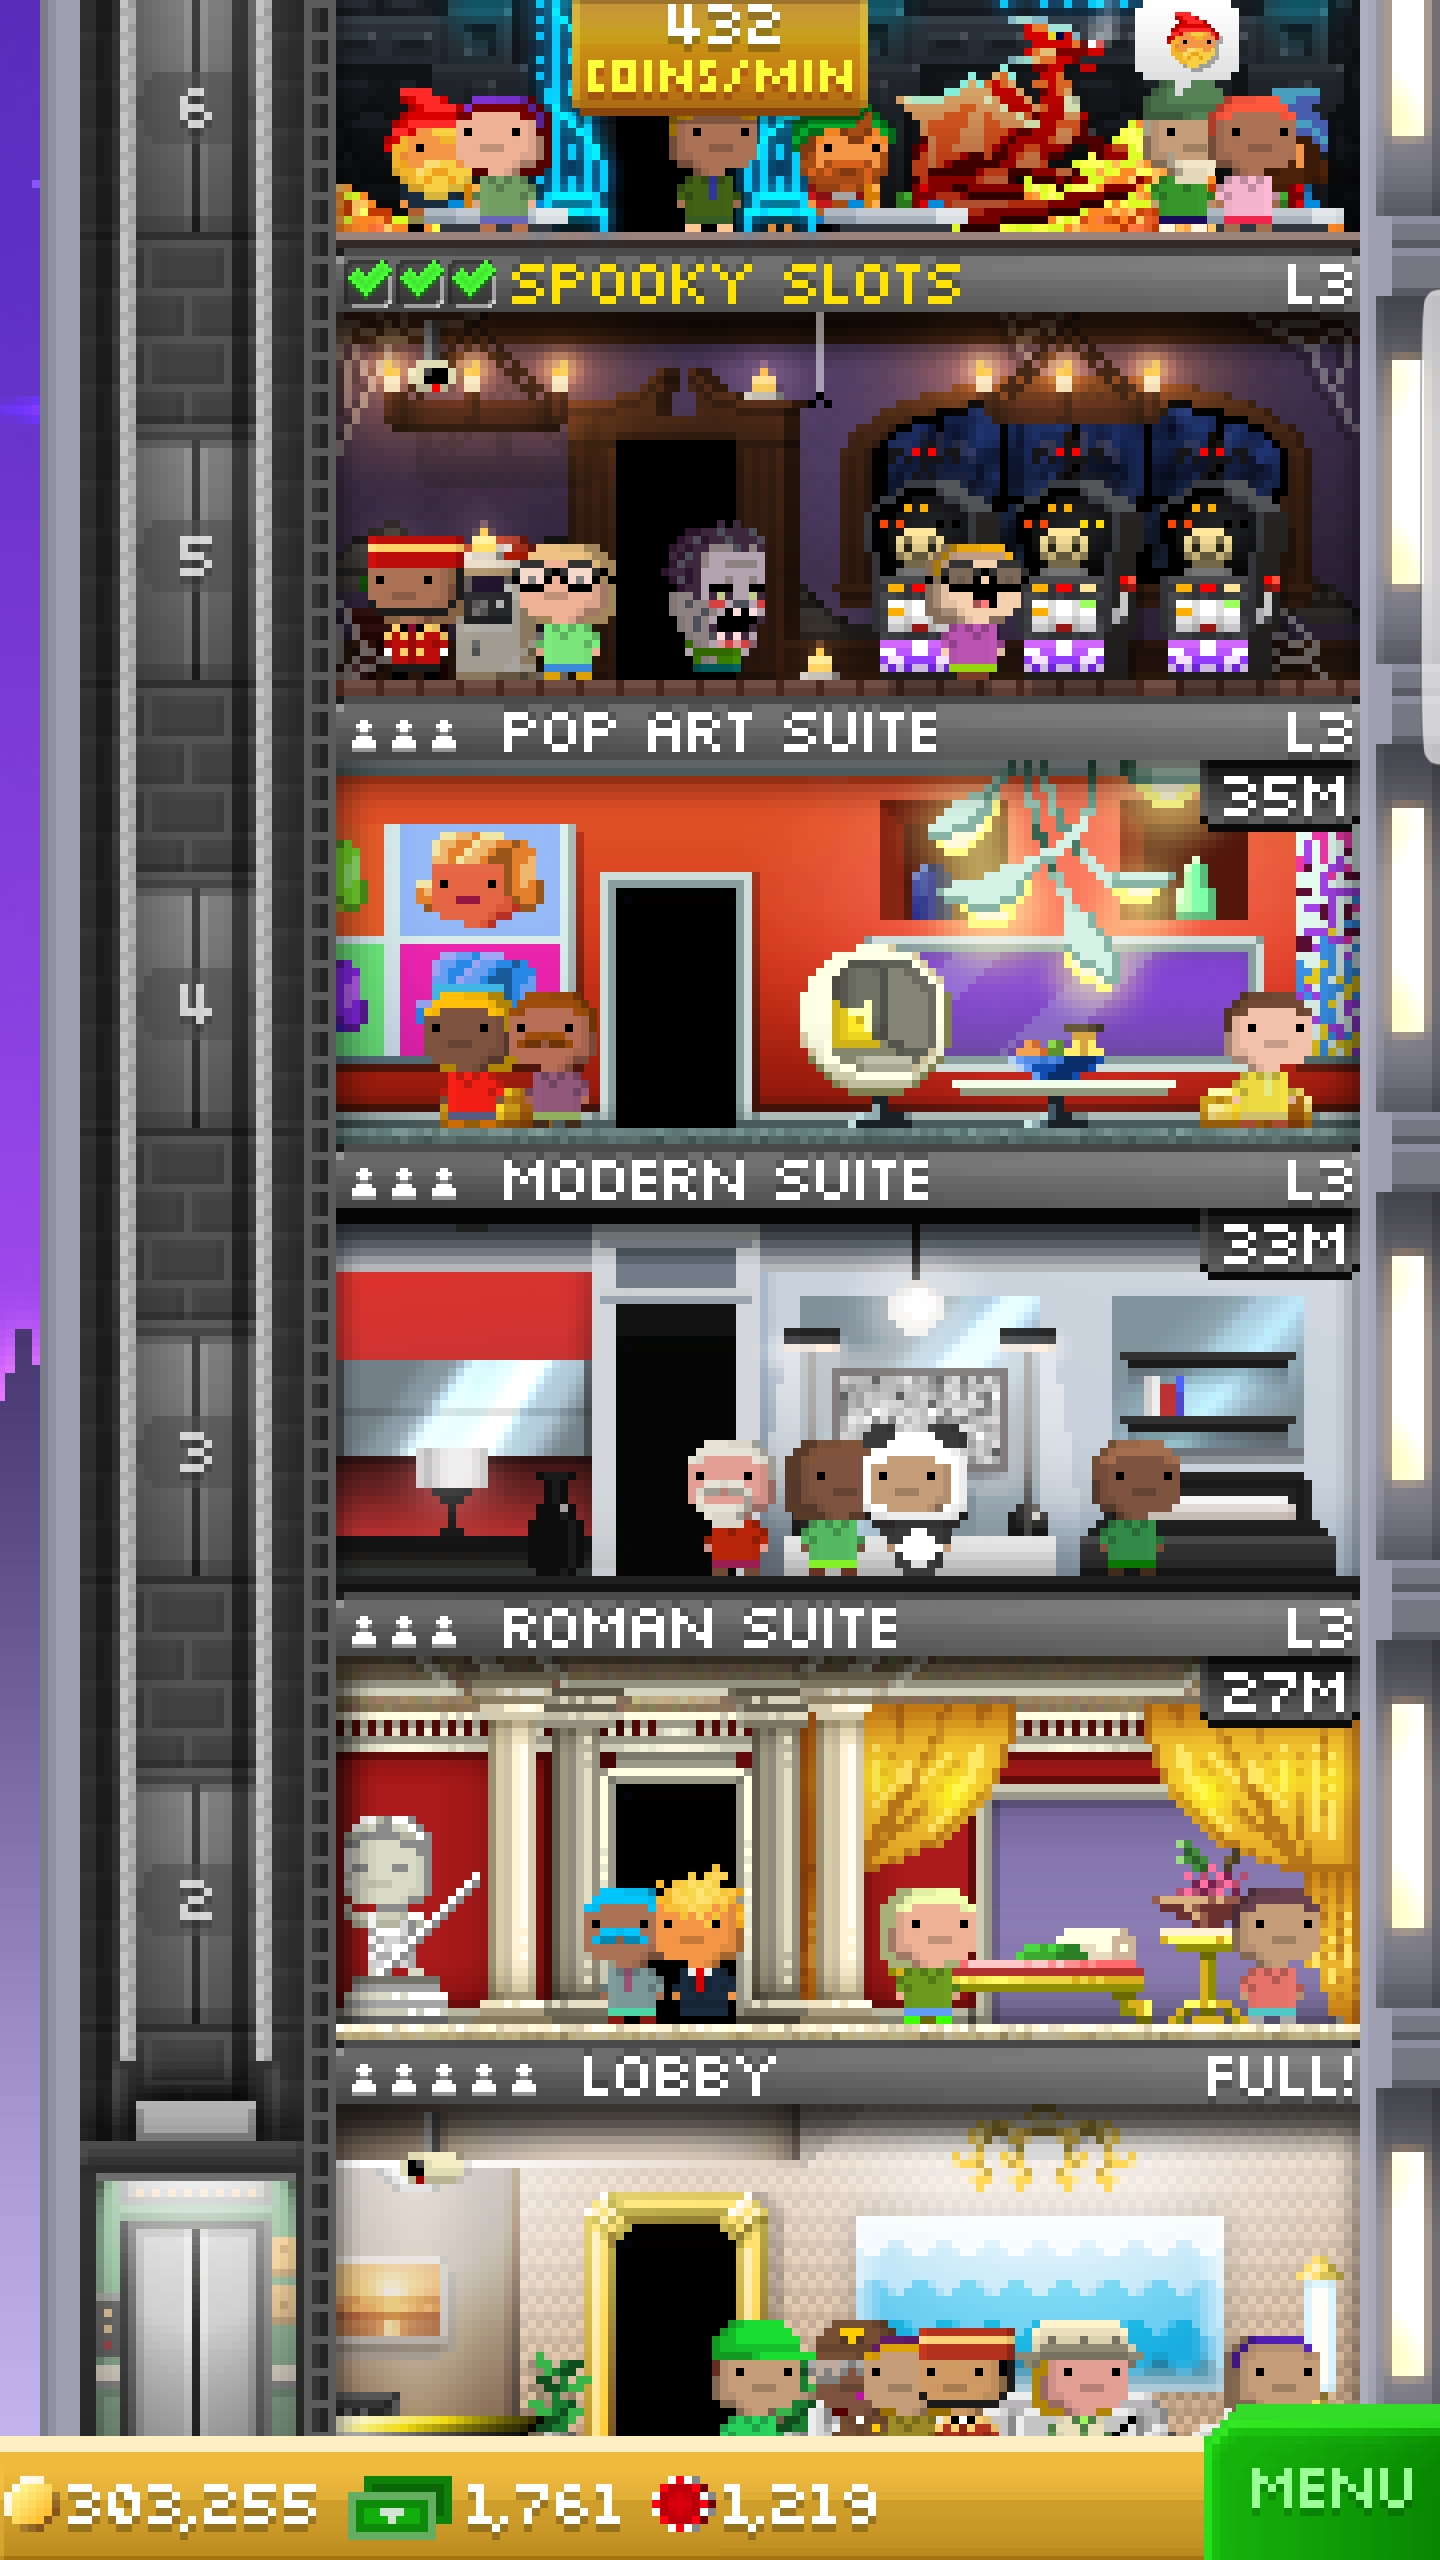 432
COINS/MIN
6
SPOOKY SLOTS L3
5
POP ART SUITE L3
35M
4
MODERN SUITE L3
33M
3
ROMAN SUITE L3
27M
2
LOBBY FULL!
303,255 1,761 1,219 MENU